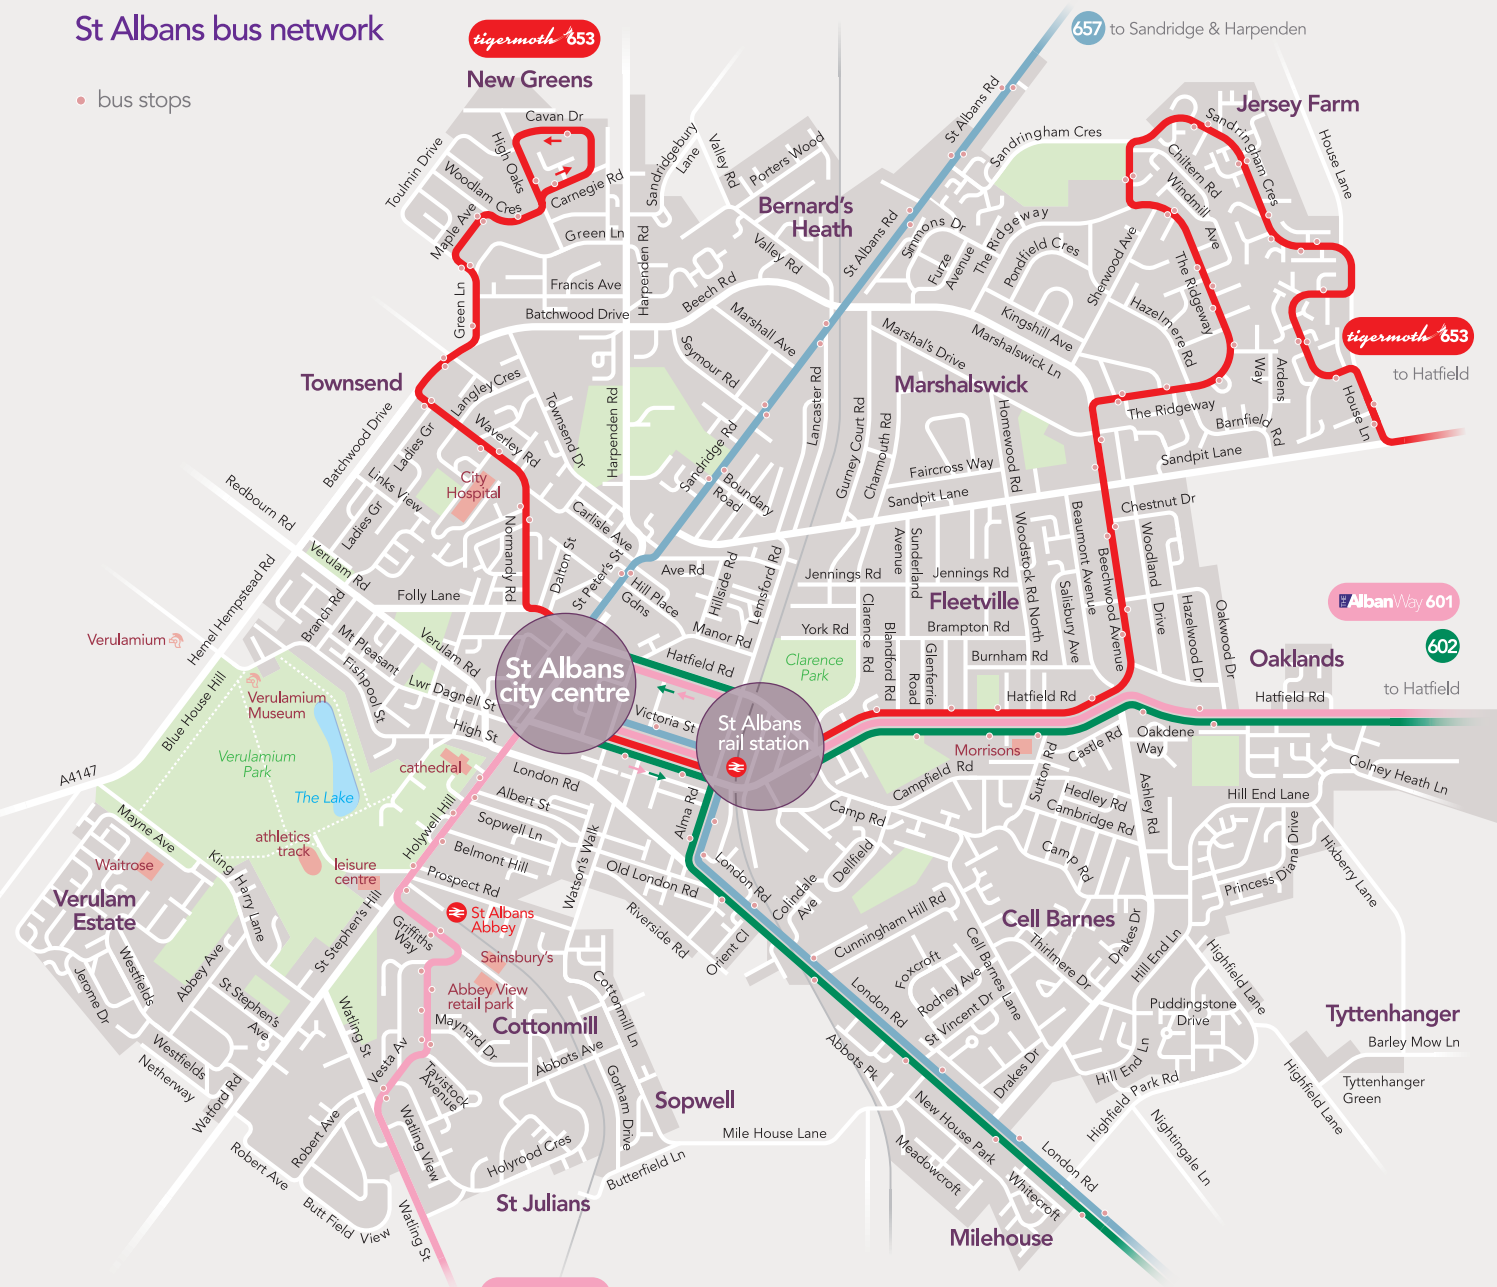 St Albans bus network
bus stops
tigermoth 653
New Greens
657 to Sandridge & Harpenden
Jersey Farm
Cavan Dr
High Oaks
Toulmin Drive
Woodlam Cres
Carnegie Rd
Maple Ave
Green Ln
Green Ln
Sandridgebury
Lane
Valley Rd
Porters Wood
Bernard's
Heath
Valley Rd
St Albans Rd
St Albans Rd
Sandringham Cres
Sandringham Cres
House Lane
Chiltern Rd
Windmill
Ave
Simmons Dr
Furze
Avenue
The Ridgeway
Pondfield Cres
Sherwood Ave
The Ridgeway
Hazelmere Rd
Francis Ave
Harpenden Rd
Batchwood Drive
Beech Rd
Marshall Ave
Seymour Rd
Marshal's Drive
Kingshill Ave
Marshalswick Ln
Marshalswick
tigermoth 653
to Hatfield
Way
Ardens
House Ln
The Ridgeway
Barnfield
Rd
Sandpit Lane
Townsend
Langley Cres
Waverley Rd
Townsend Dr
Harpenden Rd
Batchwood Drive
Ladies Gr
Links View
Ladies Gr
City
Hospital
Normandy Rd
Carlisle Ave
Dalton St
St Peter's St
Sandridge Rd
Boundary
Road
Lancaster Rd
Gurney Court Rd
Charmouth Rd
Faircross Way
Homewood Rd
Sandpit Lane
Chestnut Dr
Redbourn Rd
Hemel Hempstead Rd
Verulam Rd
Branch Rd
Folly Lane
Mt Pleasant
Fishpool St
Verulam Rd
Lwr Dagnell St
High St
Ave Rd
Hill Place
Gdns
Hillside Rd
Lemsford Rd
Manor Rd
Hatfield Rd
Victoria St
Jennings Rd
Sunderland
Avenue
Jennings Rd
Woodstock Rd North
Beaumont Avenue
Salisbury Ave
Beechwood Avenue
Woodland
Drive
Hazelwood Dr
Oakwood Dr
Fleetville
Clarence Rd
Brampton Rd
York Rd
Burnham Rd
Blandford Rd
Glenferrie
Road
Clarence
Park
Hatfield Rd
THE AlbanWay 601
602
to Hatfield
Oaklands
Hatfield Rd
Verulamium
Verulamium
Museum
Verulamium
Park
The Lake
Blue House Hill
A4147
St Albans
city centre
St Albans
rail station
cathedral
London Rd
Albert St
Sopwell Ln
Belmont Hill
Prospect Rd
Holywell Hill
Watson's Walk
Alma Rd
Old London Rd
London Rd
Riverside Rd
Orient Cl
Colindale
Ave
Dellfield
Camp Rd
Campfield
Rd
Morrisons
Sutton Rd
Castle Rd
Oakdene
Way
Hedley Rd
Cambridge Rd
Ashley Rd
Camp Rd
Hill End Lane
Colney Heath Ln
Princess Diana Drive
Hixberry Lane
Mayne Ave
King Harry Lane
athletics
track
leisure
centre
Waitrose
Verulam
Estate
St Stephen's Hill
St Albans
Abbey
Griffiths
Way
Sainsbury's
Abbey View
retail park
Cottonmill
Maynard Dr
Abbots Ave
Cottonmill Ln
Gorham Drive
Westfields
Jerome Dr
Abbey Ave
St Stephen's
Ave
Westfields
Netherway
Watford Rd
Watling St
Vesta Av
Tavistock
Avenue
Watling View
Robert Ave
Robert Ave
Butt Field View
Watling St
Holyrood Cres
St Julians
Butterfield Ln
Sopwell
Mile House Lane
Cunningham Hill Rd
Foxcroft
Rodney Ave
St Vincent Dr
Cell Barnes Lane
Cell Barnes
Thirlmere Dr
Drakes Dr
Hill End Ln
Highfield Lane
Puddingstone
Drive
London Rd
Abbots Pk
Drakes Dr
Hill End Ln
Highfield Park Rd
Nightingale Ln
Highfield Lane
Tyttenhanger
Barley Mow Ln
Tyttenhanger
Green
New House Park
Meadowcroft
Whitecroft
London Rd
Milehouse